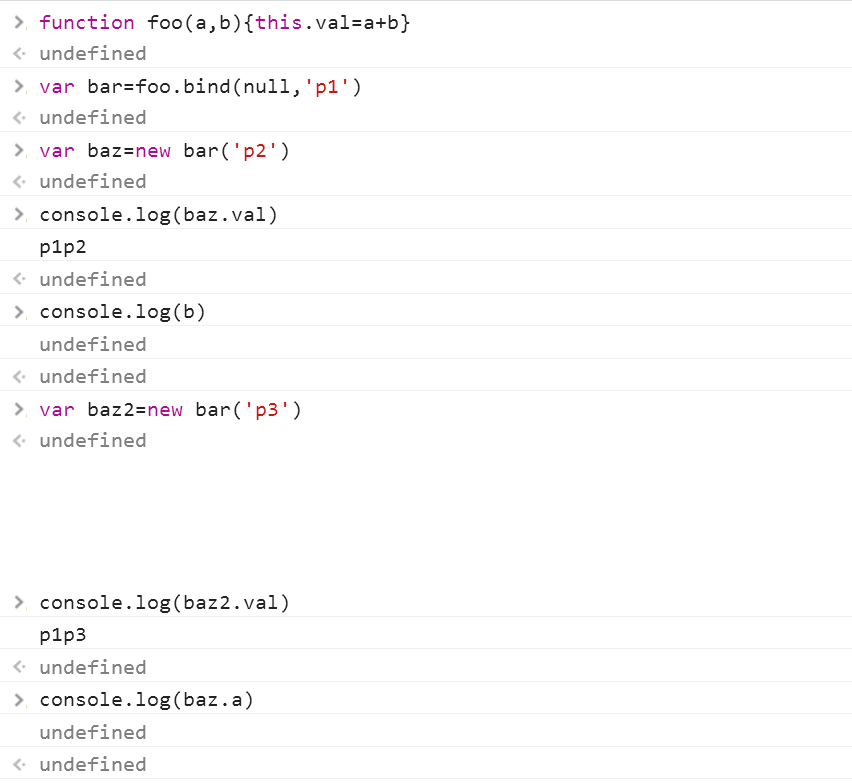 function foo(a,b){this.val=a+b}
undefined
var bar=foo.bind(null,'p1')
undefined
var baz=new bar('p2')
undefined
console.log(baz.val)
p1p2
undefined
console.log(b)
undefined
undefined
var baz2=new bar('p3')
undefined
console.log(baz2.val)
p1p3
undefined
console.log(baz.a)
undefined
undefined